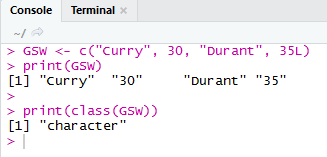 Console Terminal ×
~/
> GSW <- c("Curry", 30, "Durant", 35L)
> print(GSW)
[1] "Curry"  "30"     "Durant" "35"
>
> print(class(GSW))
[1] "character"
>